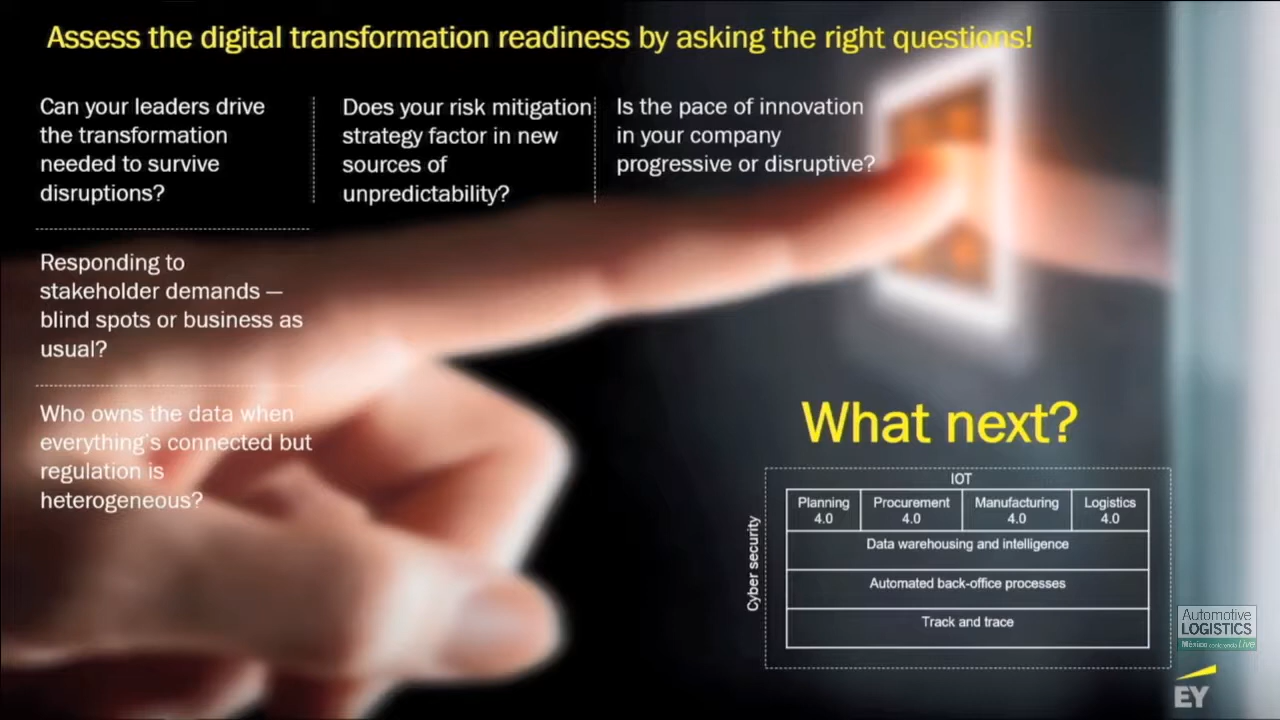 Assess the digital transformation readiness by asking the right questions!
Can your leaders drive
the transformation
needed to survive
disruptions?
Does your risk mitigation
strategy factor in new
sources of
unpredictability?
Is the pace of innovation
in your company
progressive or disruptive?
Responding to
stakeholder demands —
blind spots or business as
usual?
Who owns the data when
everything's connected but
regulation is
heterogeneous?
What next?
IOT
Cyber security
Planning
4.0
Procurement
4.0
Manufacturing
4.0
Logistics
4.0
Data warehousing and intelligence
Automated back-office processes
Track and trace
Automotive
LOGISTICS
México Live
EY